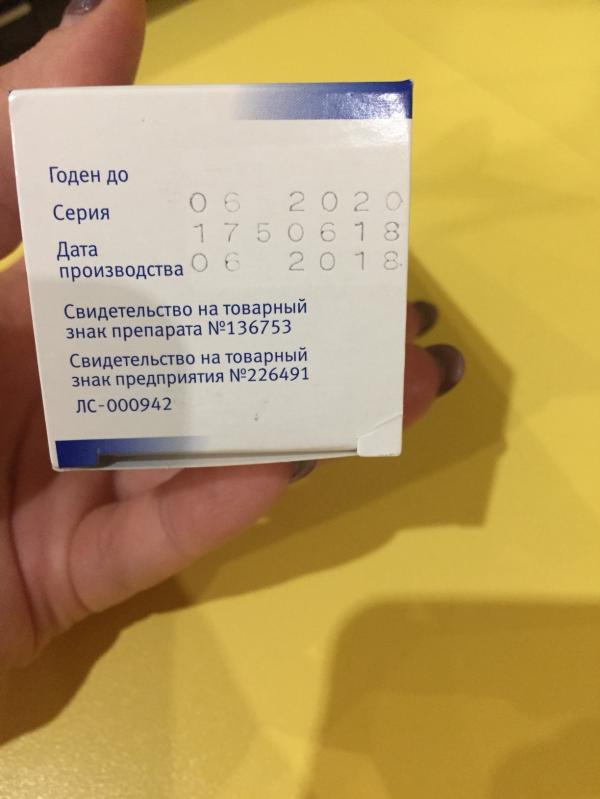 Годен до
06 2020
Серия
1750618
Дата
производства 06 2018
Свидетельство на товарный
знак препарата №136753
Свидетельство на товарный
знак предприятия №226491
ЛС-000942